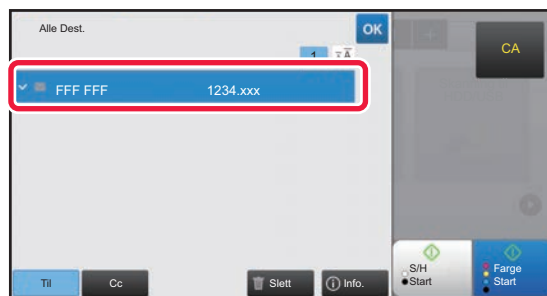 Alle Dest.
OK
CA
1
FFF FFF 1234.xxx
Til
Cc
Slett
Info.
S/H
Start
Farge
Start